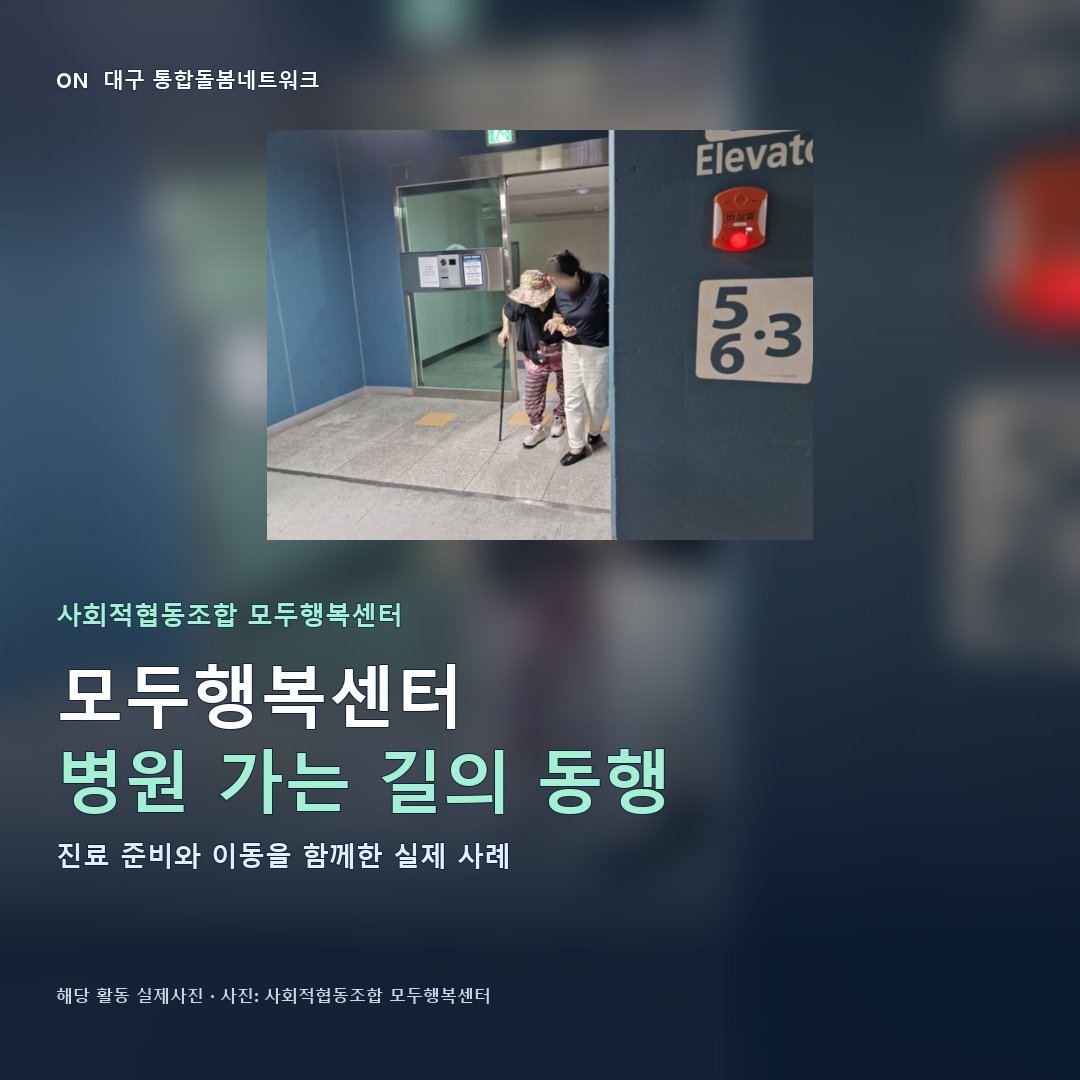 ON 대구 통합돌봄네트워크
Elevato
비상벨
5
6·3
사회적협동조합 모두행복센터
모두행복센터
병원 가는 길의 동행
진료 준비와 이동을 함께한 실제 사례
해당 활동 실제사진 · 사진: 사회적협동조합 모두행복센터